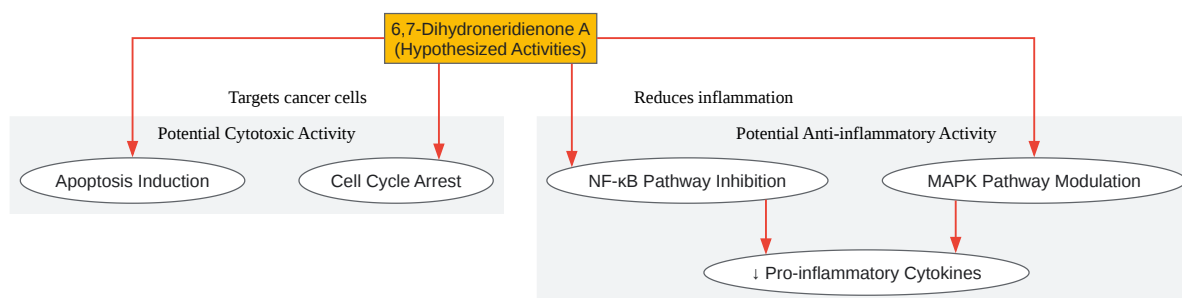 6,7-Dihydroneridienone A
(Hypothesized Activities)
Targets cancer cells
Reduces inflammation
Potential Cytotoxic Activity
Potential Anti-inflammatory Activity
Apoptosis Induction
Cell Cycle Arrest
NF-κB Pathway Inhibition
MAPK Pathway Modulation
↓ Pro-inflammatory Cytokines